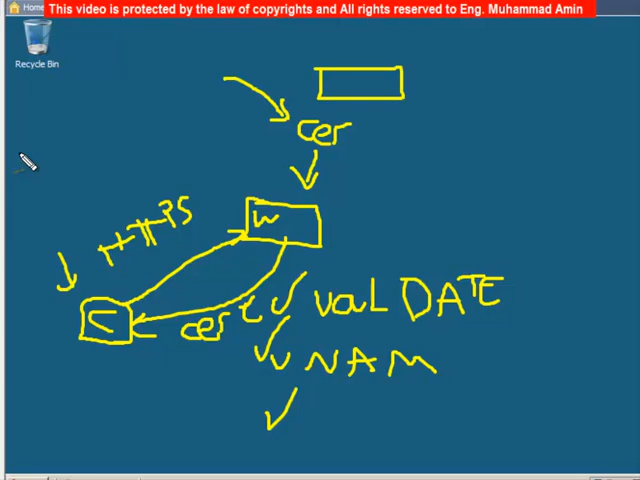 Home
This video is protected by the law of copyrights and All rights reserved to Eng. Muhammad Amin
Recycle Bin
cer
W
C
cer
VaL DATE
NAM